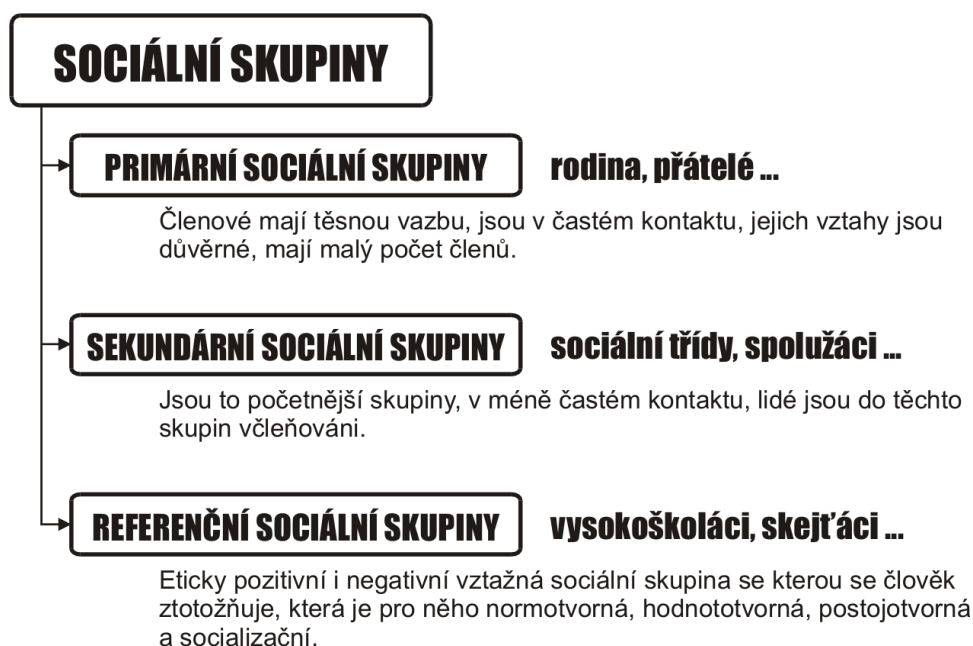 SOCIÁLNÍ SKUPINY
PRIMÁRNÍ SOCIÁLNÍ SKUPINY rodina, přátelé ...
Členové mají těsnou vazbu, jsou v častém kontaktu, jejich vztahy jsou
důvěrné, mají malý počet členů.
SEKUNDÁRNÍ SOCIÁLNÍ SKUPINY sociální třídy, spolužáci ...
Jsou to početnější skupiny, v méně častém kontaktu, lidé jsou do těchto
skupin včleňováni.
REFERENČNÍ SOCIÁLNÍ SKUPINY vysokoškoláci, skejťáci ...
Eticky pozitivní i negativní vztažná sociální skupina se kterou se člověk
ztotožňuje, která je pro něho normotvorná, hodnototvorná, postojotvorná
a socializační.